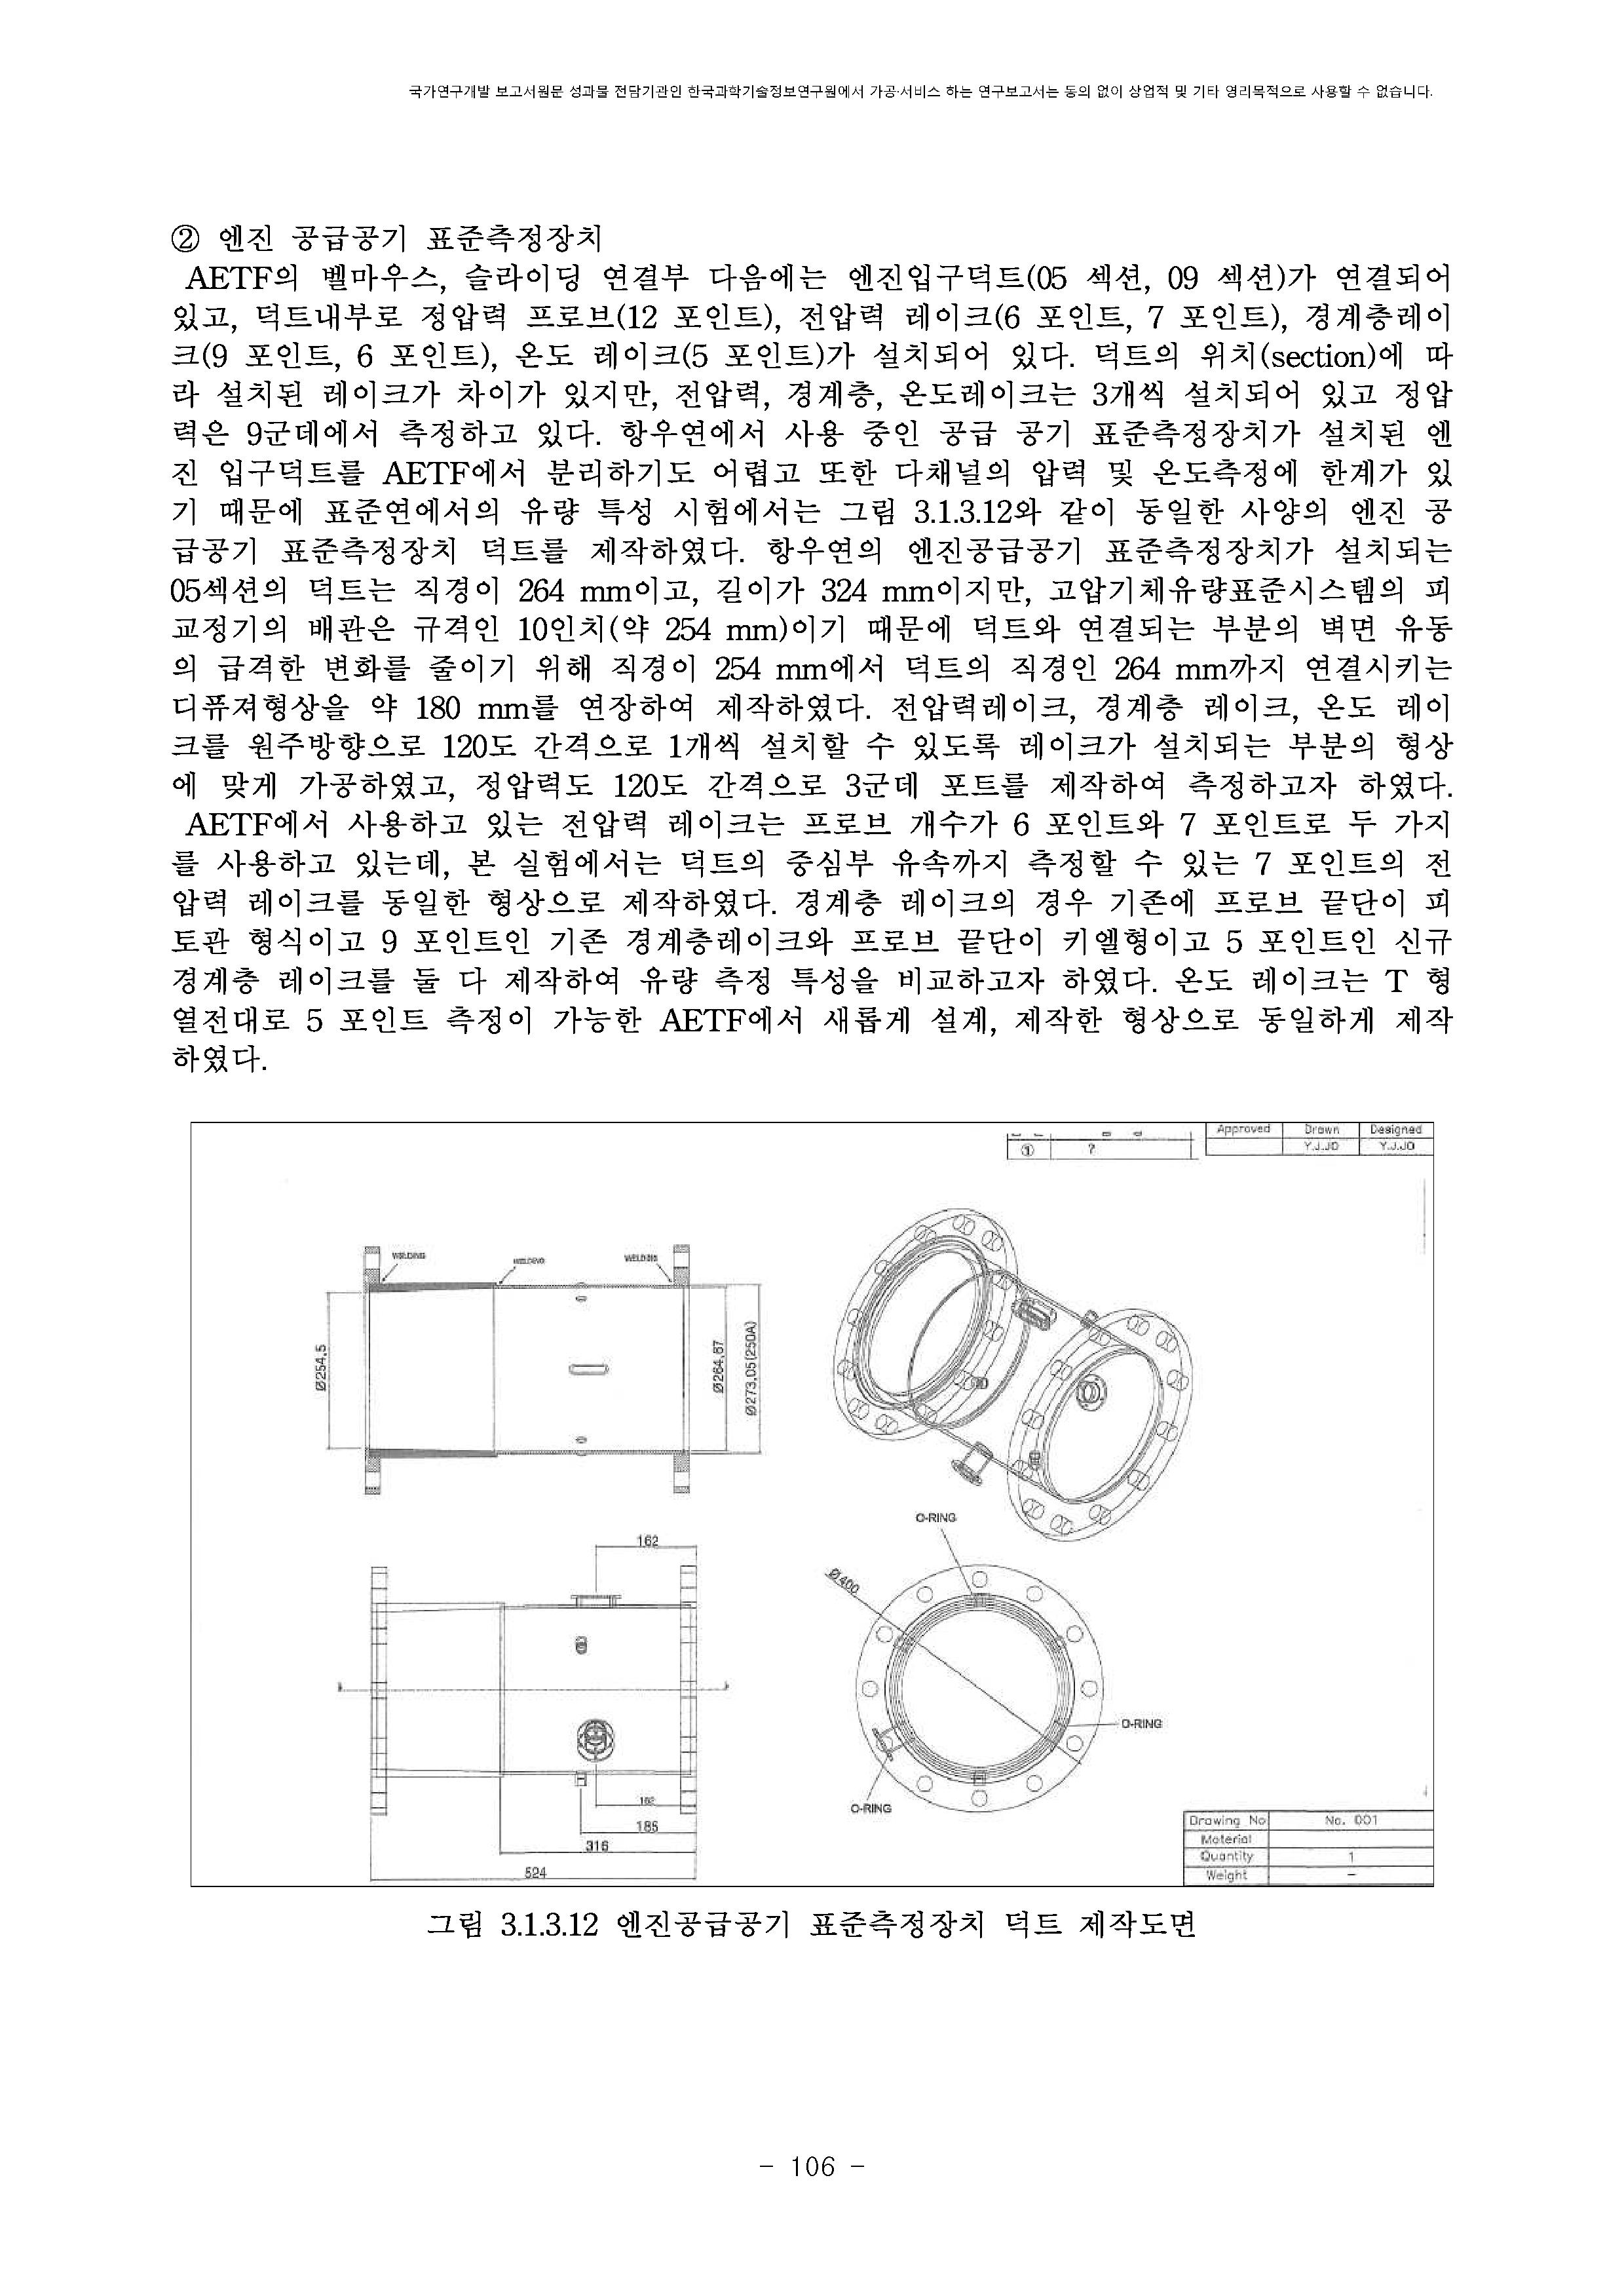 국가연구개발 보고서원문 성과물 전담기관인 한국과학기술정보연구원에서 가공·서비스 하는 연구보고서는 동의 없이 상업적 및 기타 영리목적으로 사용할 수 없습니다.
② 엔진 공급공기 표준측정장치
AETF의 벨마우스, 슬라이딩 연결부 다음에는 엔진입구덕트(05 섹션, 09 섹션)가 연결되어
있고, 덕트내부로 정압력 프로브(12 포인트), 전압력 레이크(6 포인트, 7 포인트), 경계층레이
크(9 포인트, 6 포인트), 온도 레이크(5 포인트)가 설치되어 있다. 덕트의 위치(section)에 따
라 설치된 레이크가 차이가 있지만, 전압력, 경계층, 온도레이크는 3개씩 설치되어 있고 정압
력은 9군데에서 측정하고 있다. 항우연에서 사용 중인 공급 공기 표준측정장치가 설치된 엔
진 입구덕트를 AETF에서 분리하기도 어렵고 또한 다채널의 압력 및 온도측정에 한계가 있
기 때문에 표준연에서의 유량 특성 시험에서는 그림 3.1.3.12와 같이 동일한 사양의 엔진 공
급공기 표준측정장치 덕트를 제작하였다. 항우연의 엔진공급공기 표준측정장치가 설치되는
05섹션의 덕트는 직경이 264 mm이고, 길이가 324 mm이지만, 고압기체유량표준시스템의 피
교정기의 배관은 규격인 10인치(약 254 mm)이기 때문에 덕트와 연결되는 부분의 벽면 유동
의 급격한 변화를 줄이기 위해 직경이 254 mm에서 덕트의 직경인 264 mm까지 연결시키는
디퓨져형상을 약 180 mm를 연장하여 제작하였다. 전압력레이크, 경계층 레이크, 온도 레이
크를 원주방향으로 120도 간격으로 1개씩 설치할 수 있도록 레이크가 설치되는 부분의 형상
에 맞게 가공하였고, 정압력도 120도 간격으로 3군데 포트를 제작하여 측정하고자 하였다.
AETF에서 사용하고 있는 전압력 레이크는 프로브 개수가 6 포인트와 7 포인트로 두 가지
를 사용하고 있는데, 본 실험에서는 덕트의 중심부 유속까지 측정할 수 있는 7 포인트의 전
압력 레이크를 동일한 형상으로 제작하였다. 경계층 레이크의 경우 기존에 프로브 끝단이 피
토관 형식이고 9 포인트인 기존 경계층레이크와 프로브 끝단이 키엘형이고 5 포인트인 신규
경계층 레이크를 둘 다 제작하여 유량 측정 특성을 비교하고자 하였다. 온도 레이크는 T 형
열전대로 5 포인트 측정이 가능한 AETF에서 새롭게 설계, 제작한 형상으로 동일하게 제작
하였다.
Approved Drawn Designed
① ? Y.J.JO Y.J.JO
WELDING WELDING WELDING
Ø254.5
Ø264.67
Ø273.05(250A)
O-RING
162
Ø400
O-RING
O-RING
162
185
316
524
Drawing No No. 001
Material
Quantity 1
Weight -
그림 3.1.3.12 엔진공급공기 표준측정장치 덕트 제작도면
- 106 -